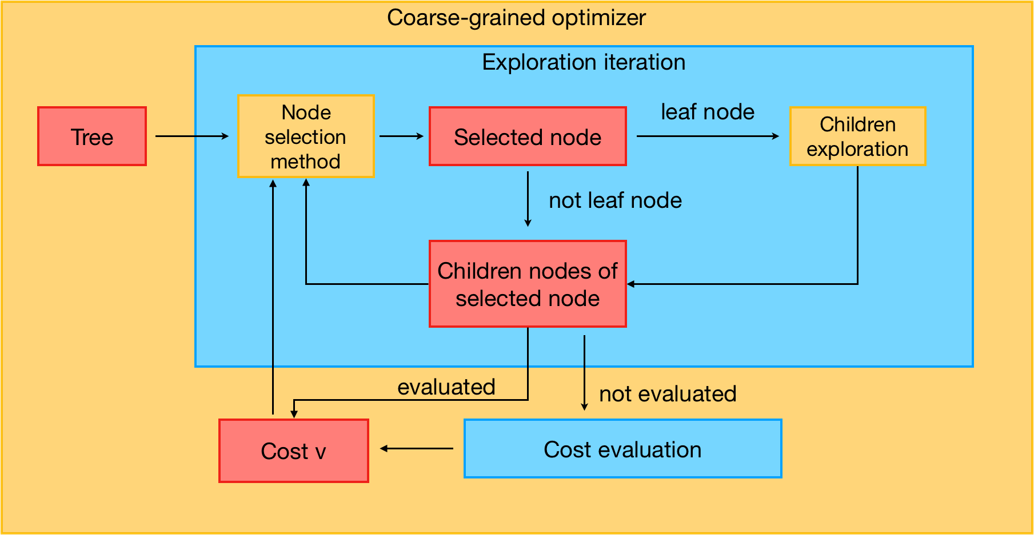 Coarse-grained optimizer
Exploration iteration
Tree
Node
selection
method
Selected node
leaf node
Children
exploration
not leaf node
Children nodes of
selected node
evaluated
not evaluated
Cost v
Cost evaluation